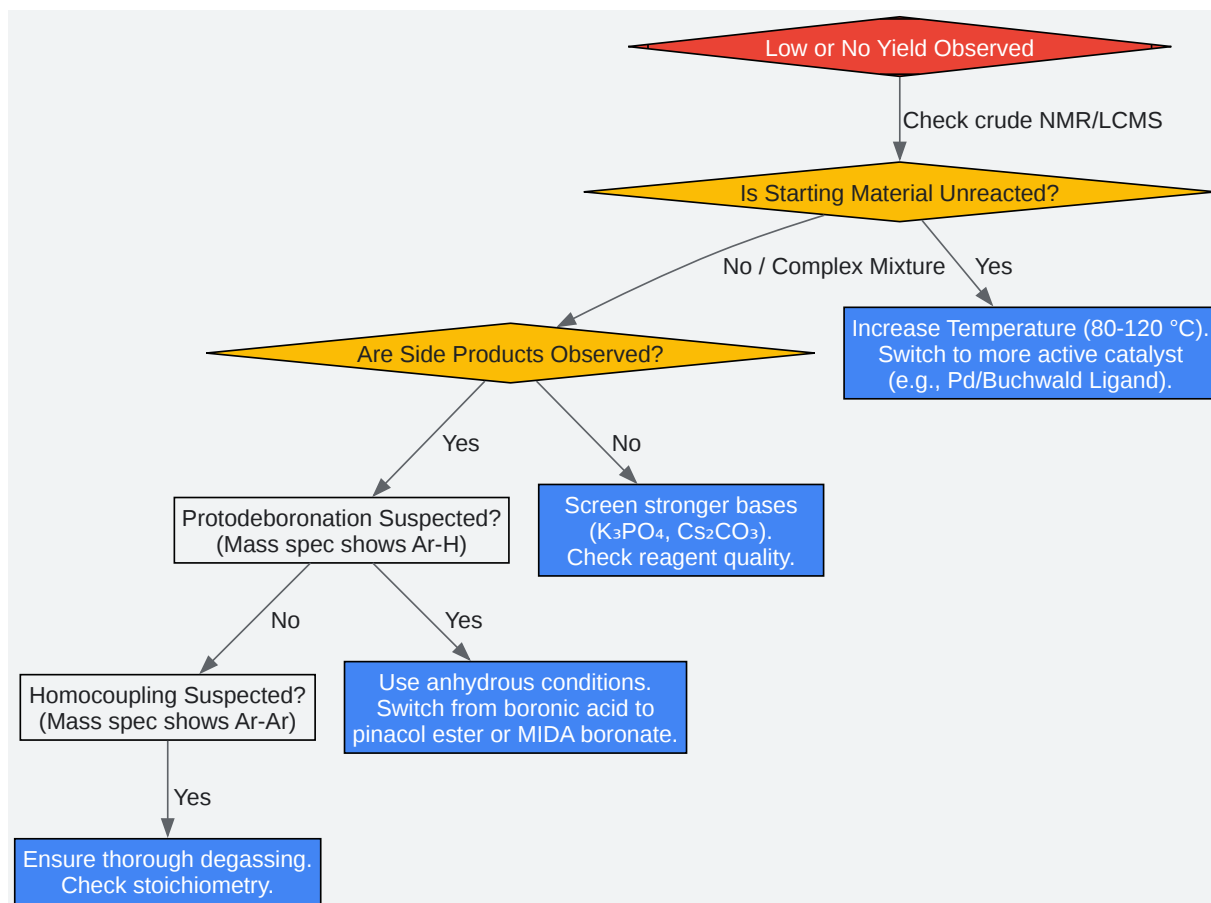 Low or No Yield Observed
Check crude NMR/LCMS
Is Starting Material Unreacted?
No / Complex Mixture
Yes
Increase Temperature (80-120 °C).
Switch to more active catalyst
(e.g., Pd/Buchwald Ligand).
Are Side Products Observed?
Yes
No
Protodeboronation Suspected?
(Mass spec shows Ar-H)
Screen stronger bases
(K₃PO₄, Cs₂CO₃).
Check reagent quality.
No
Yes
Homocoupling Suspected?
(Mass spec shows Ar-Ar)
Use anhydrous conditions.
Switch from boronic acid to
pinacol ester or MIDA boronate.
Yes
Ensure thorough degassing.
Check stoichiometry.